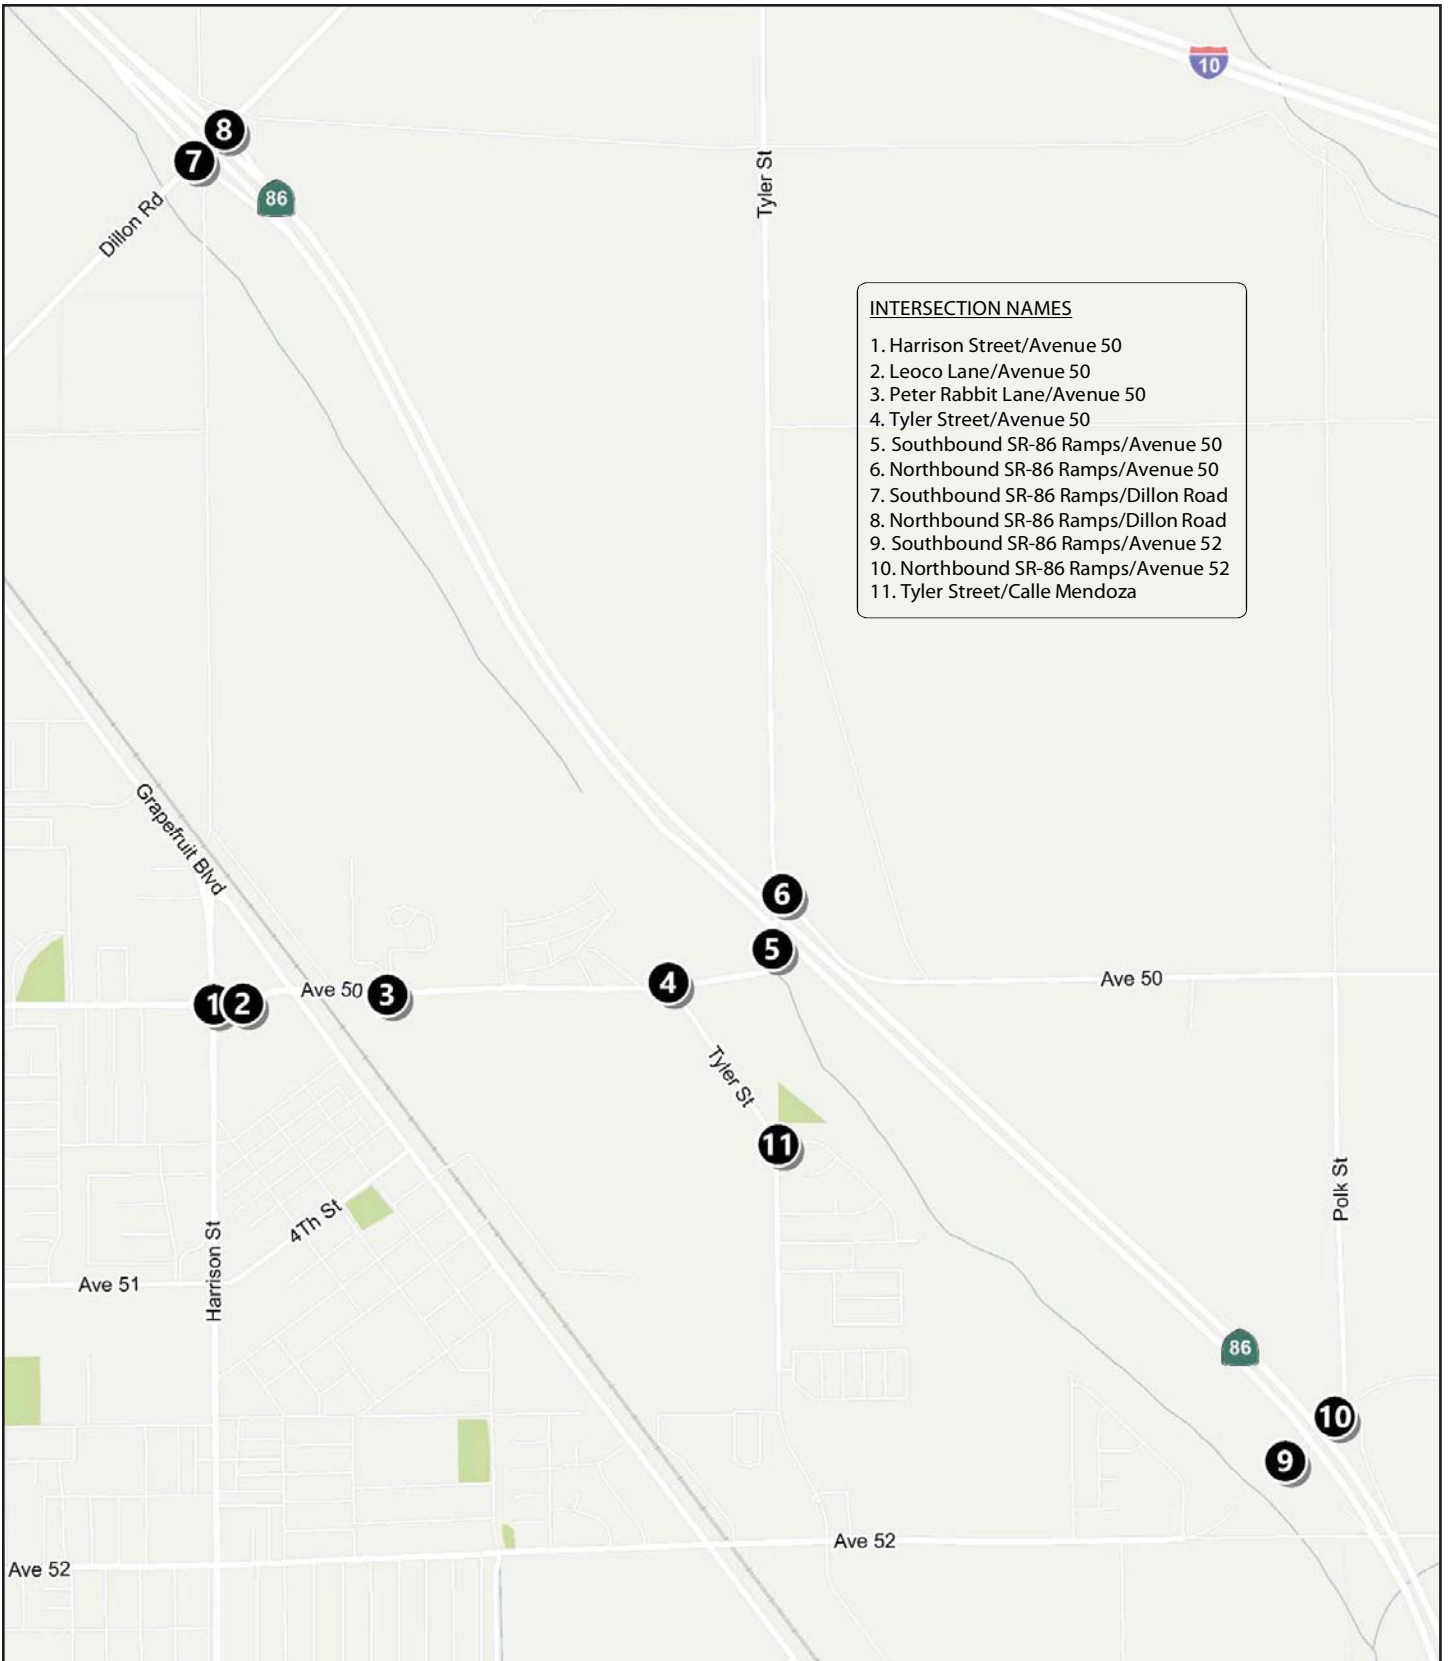 10
8
7
86
Dillon Rd
Tyler St
INTERSECTION NAMES
1. Harrison Street/Avenue 50
2. Leoco Lane/Avenue 50
3. Peter Rabbit Lane/Avenue 50
4. Tyler Street/Avenue 50
5. Southbound SR-86 Ramps/Avenue 50
6. Northbound SR-86 Ramps/Avenue 50
7. Southbound SR-86 Ramps/Dillon Road
8. Northbound SR-86 Ramps/Dillon Road
9. Southbound SR-86 Ramps/Avenue 52
10. Northbound SR-86 Ramps/Avenue 52
11. Tyler Street/Calle Mendoza
Grapefruit Blvd
6
5
4
Ave 50
3
1
2
Ave 50
Tyler St
11
Polk St
4Th St
Harrison St
Ave 51
86
10
9
Ave 52
Ave 52